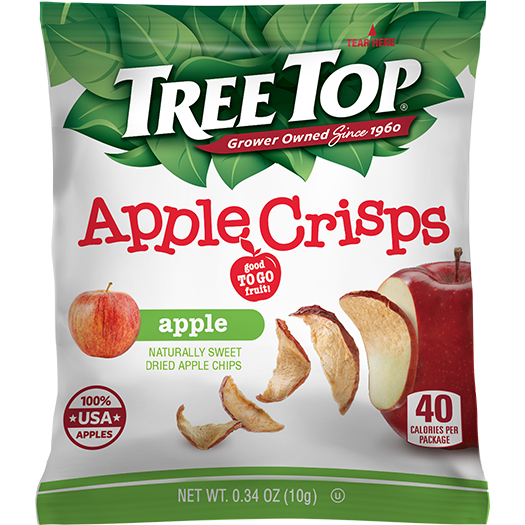 TEAR HERE
TREE TOP®
Grower Owned Since 1960
Apple Crisps
good
TO GO
fruit!
apple
NATURALLY SWEET
DRIED APPLE CHIPS
100%
★USA★
APPLES
40
CALORIES PER
PACKAGE
NET WT. 0.34 OZ (10g) Ⓤ